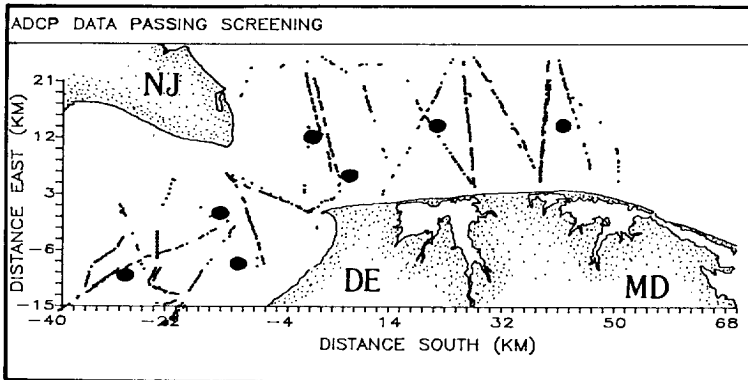 ADCP DATA PASSING SCREENING
NJ
DISTANCE EAST (KM)
21
12
3
-6
-15
DE
MD
-40
-22
-4
14
32
50
68
DISTANCE SOUTH (KM)